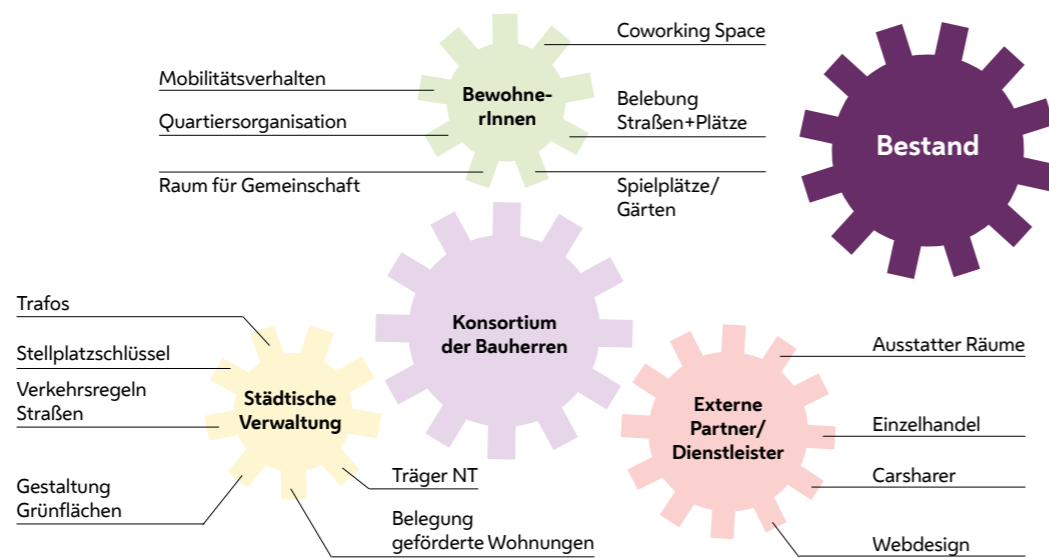 Coworking Space
Mobilitätsverhalten
Bewohne-
rInnen
Belebung
Straßen+Plätze
Quartiersorganisation
Raum für Gemeinschaft
Spielplätze/
Gärten
Bestand
Konsortium
der Bauherren
Trafos
Stellplatzschlüssel
Verkehrsregeln
Straßen
Städtische
Verwaltung
Gestaltung
Grünflächen
Träger NT
Belegung
geförderte Wohnungen
Externe
Partner/
Dienstleister
Ausstatter Räume
Einzelhandel
Carsharer
Webdesign